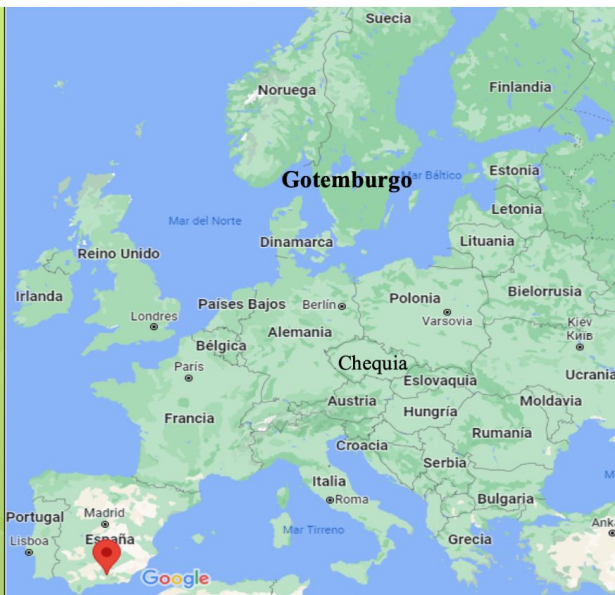 Suecia
Noruega
Finlandia
Gotemburgo
Mar Báltico
Estonia
Letonia
Mar del Norte
Dinamarca
Lituania
Reino Unido
Irlanda
Bielorrusia
Países Bajos
Berlín
Polonia
Londres
Varsovia
Kiev
Київ
Alemania
Bélgica
Chequia
París
Eslovaquia
Ucrania
Austria
Moldavia
Hungría
Francia
Rumanía
Croacia
Serbia
Italia
Roma
Bulgaria
Portugal
Madrid
Mar Tirreno
Lisboa
España
Grecia
Google